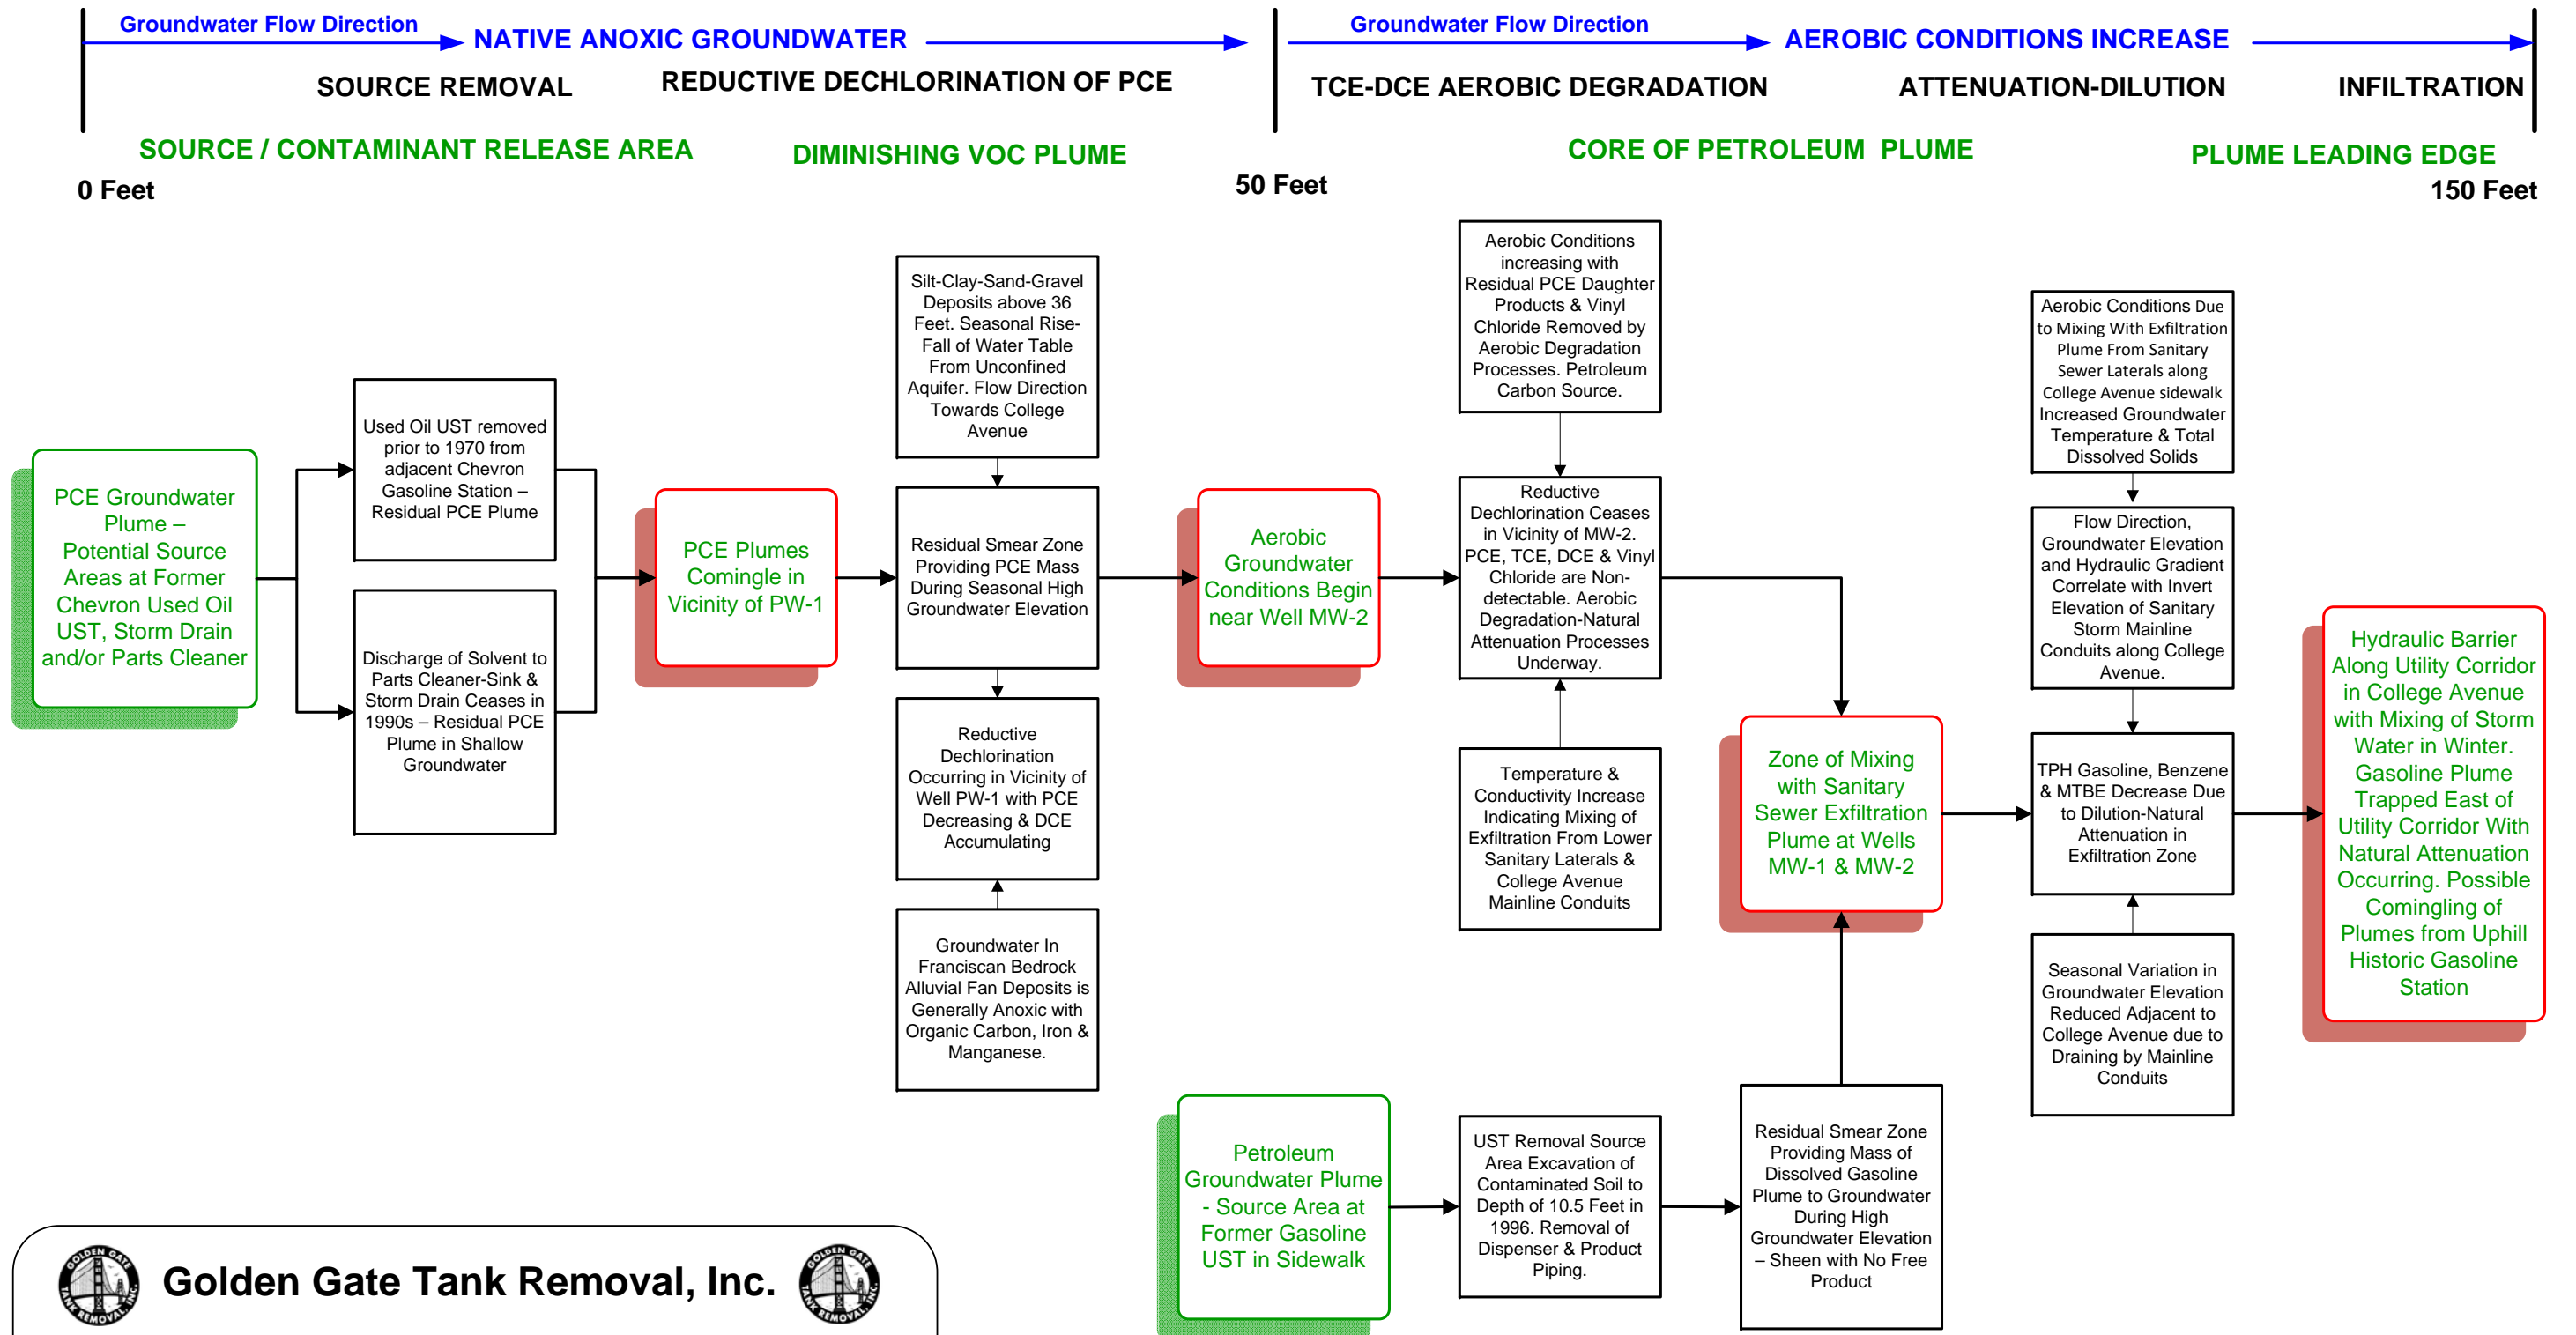 Groundwater Flow Direction
NATIVE ANOXIC GROUNDWATER
Groundwater Flow Direction
AEROBIC CONDITIONS INCREASE
SOURCE REMOVAL
REDUCTIVE DECHLORINATION OF PCE
TCE-DCE AEROBIC DEGRADATION
ATTENUATION-DILUTION
INFILTRATION
SOURCE / CONTAMINANT RELEASE AREA
DIMINISHING VOC PLUME
CORE OF PETROLEUM PLUME
PLUME LEADING EDGE
0 Feet
50 Feet
150 Feet
PCE Groundwater
Plume –
Potential Source
Areas at Former
Chevron Used Oil
UST, Storm Drain
and/or Parts Cleaner
Used Oil UST removed
prior to 1970 from
adjacent Chevron
Gasoline Station –
Residual PCE Plume
Discharge of Solvent to
Parts Cleaner-Sink &
Storm Drain Ceases in
1990s – Residual PCE
Plume in Shallow
Groundwater
PCE Plumes
Comingle in
Vicinity of PW-1
Silt-Clay-Sand-Gravel
Deposits above 36
Feet. Seasonal Rise-
Fall of Water Table
From Unconfined
Aquifer. Flow Direction
Towards College
Avenue
Residual Smear Zone
Providing PCE Mass
During Seasonal High
Groundwater Elevation
Reductive
Dechlorination
Occurring in Vicinity of
Well PW-1 with PCE
Decreasing & DCE
Accumulating
Groundwater In
Franciscan Bedrock
Alluvial Fan Deposits is
Generally Anoxic with
Organic Carbon, Iron &
Manganese.
Aerobic
Groundwater
Conditions Begin
near Well MW-2
Aerobic Conditions
increasing with
Residual PCE Daughter
Products & Vinyl
Chloride Removed by
Aerobic Degradation
Processes. Petroleum
Carbon Source.
Reductive
Dechlorination Ceases
in Vicinity of MW-2.
PCE, TCE, DCE & Vinyl
Chloride are Non-
detectable. Aerobic
Degradation-Natural
Attenuation Processes
Underway.
Temperature &
Conductivity Increase
Indicating Mixing of
Exfiltration From Lower
Sanitary Laterals &
College Avenue
Mainline Conduits
Zone of Mixing
with Sanitary
Sewer Exfiltration
Plume at Wells
MW-1 & MW-2
Aerobic Conditions Due
to Mixing With Exfiltration
Plume From Sanitary
Sewer Laterals along
College Avenue sidewalk
Increased Groundwater
Temperature & Total
Dissolved Solids
Flow Direction,
Groundwater Elevation
and Hydraulic Gradient
Correlate with Invert
Elevation of Sanitary
Storm Mainline
Conduits along College
Avenue.
TPH Gasoline, Benzene
& MTBE Decrease Due
to Dilution-Natural
Attenuation in
Exfiltration Zone
Seasonal Variation in
Groundwater Elevation
Reduced Adjacent to
College Avenue due to
Draining by Mainline
Conduits
Hydraulic Barrier
Along Utility Corridor
in College Avenue
with Mixing of Storm
Water in Winter.
Gasoline Plume
Trapped East of
Utility Corridor With
Natural Attenuation
Occurring. Possible
Comingling of
Plumes from Uphill
Historic Gasoline
Station
Petroleum
Groundwater Plume
- Source Area at
Former Gasoline
UST in Sidewalk
UST Removal Source
Area Excavation of
Contaminated Soil to
Depth of 10.5 Feet in
1996. Removal of
Dispenser & Product
Piping.
Residual Smear Zone
Providing Mass of
Dissolved Gasoline
Plume to Groundwater
During High
Groundwater Elevation
– Sheen with No Free
Product
GOLDEN GATE
TANK REMOVAL, INC.
Golden Gate Tank Removal, Inc.
GOLDEN GATE
TANK REMOVAL, INC.